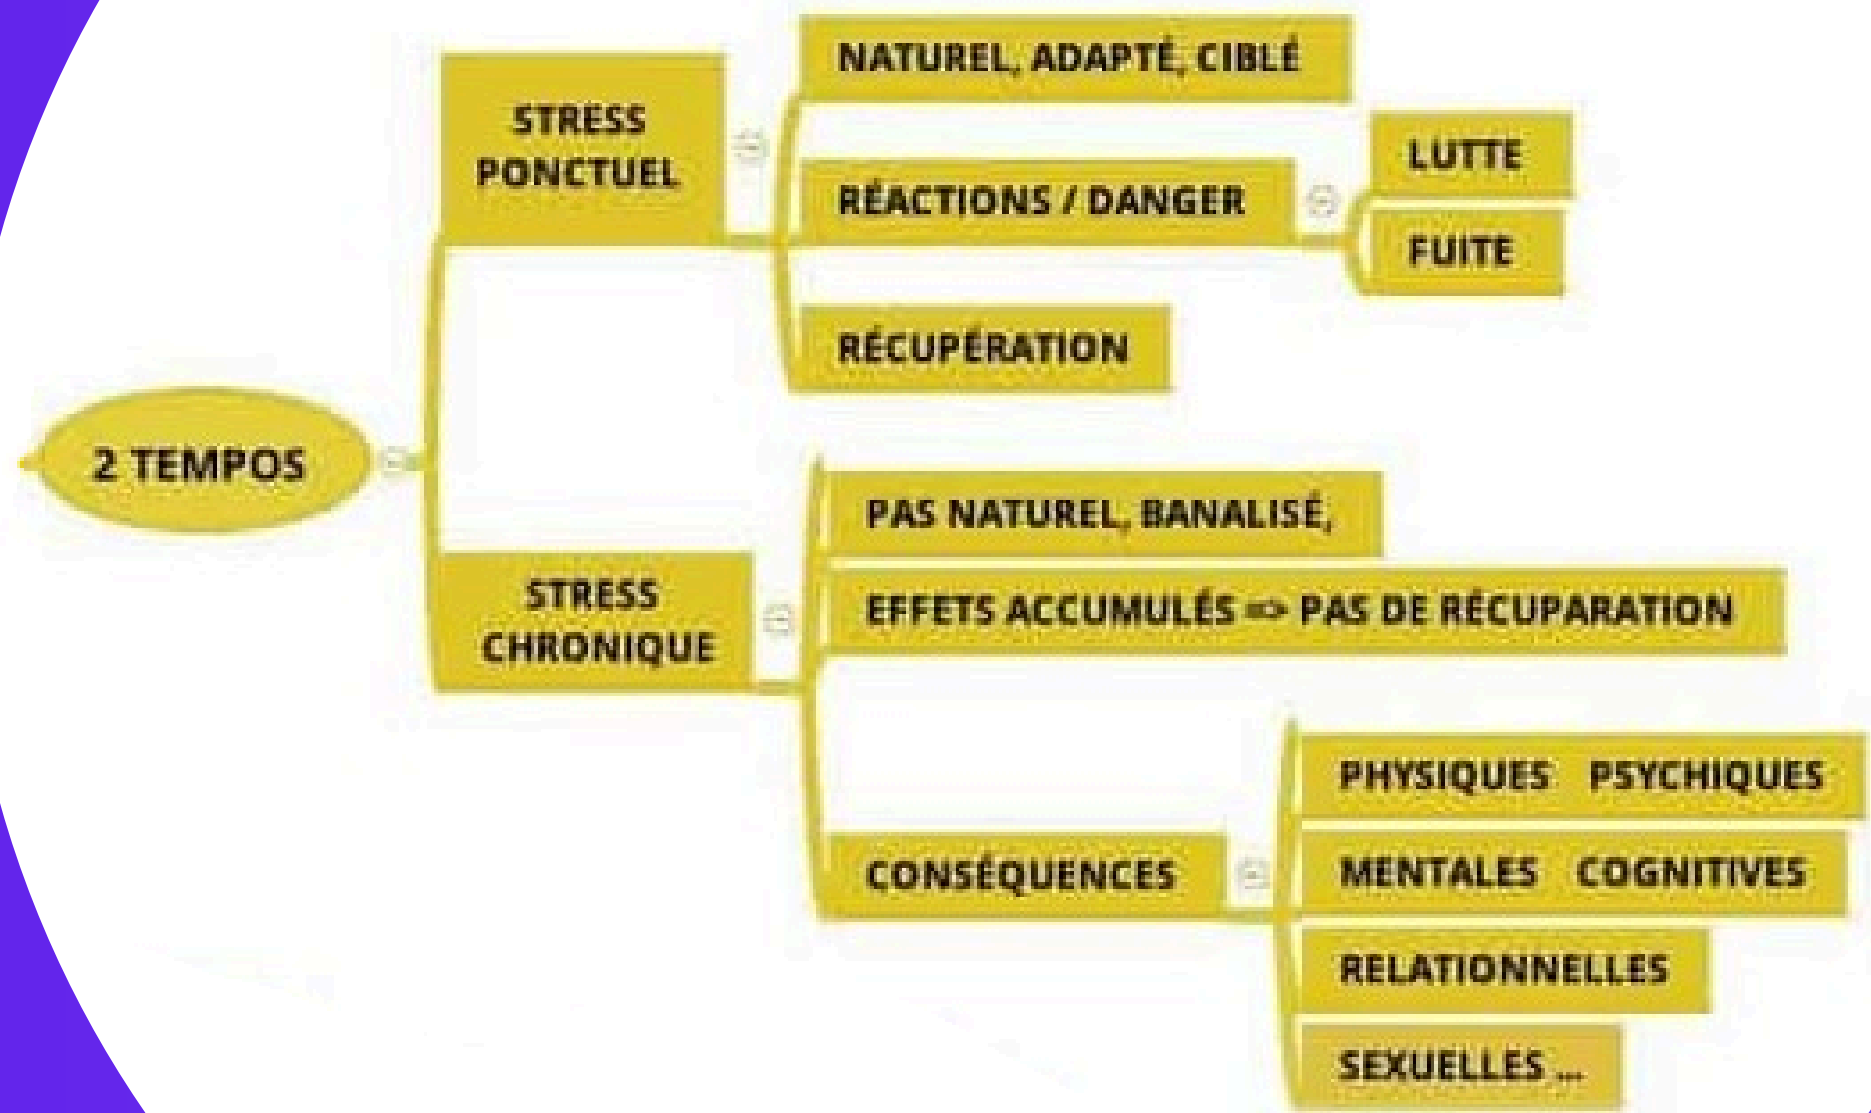 2 TEMPOS
STRESS
PONCTUEL
NATUREL, ADAPTÉ, CIBLÉ
RÉACTIONS / DANGER
LUTTE
FUITE
RÉCUPÉRATION
STRESS
CHRONIQUE
PAS NATUREL, BANALISÉ,
EFFETS ACCUMULÉS => PAS DE RÉCUPARATION
CONSÉQUENCES
PHYSIQUES PSYCHIQUES
MENTALES COGNITIVES
RELATIONNELLES
SEXUELLES ...